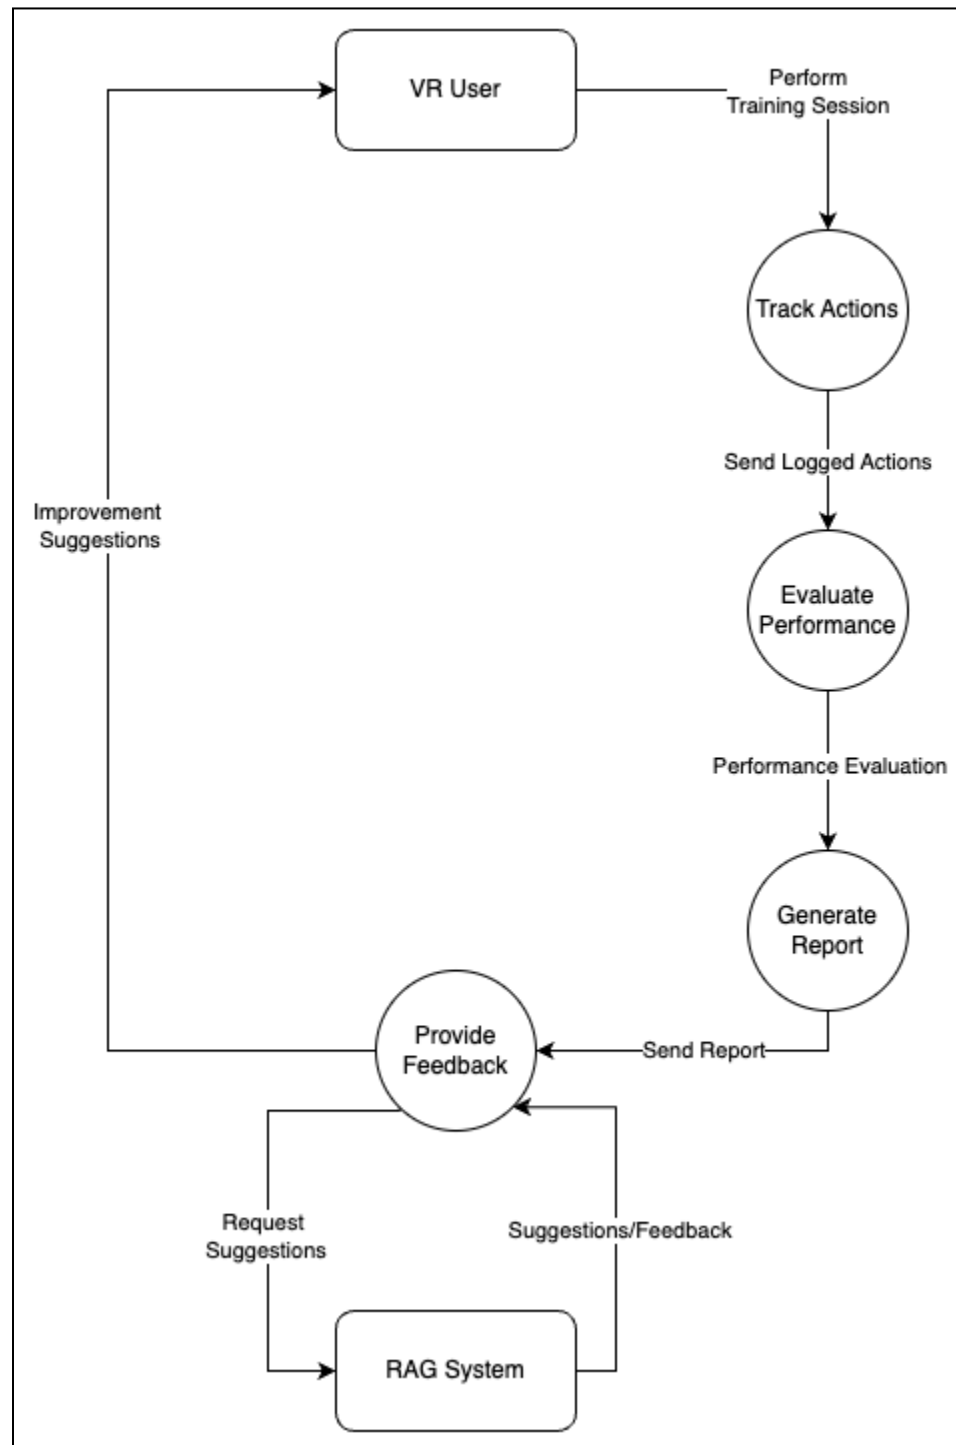 VR User
Perform
Training Session
Track Actions
Send Logged Actions
Improvement
Suggestions
Evaluate
Performance
Performance Evaluation
Generate
Report
Provide
Feedback
Send Report
Request
Suggestions
Suggestions/Feedback
RAG System